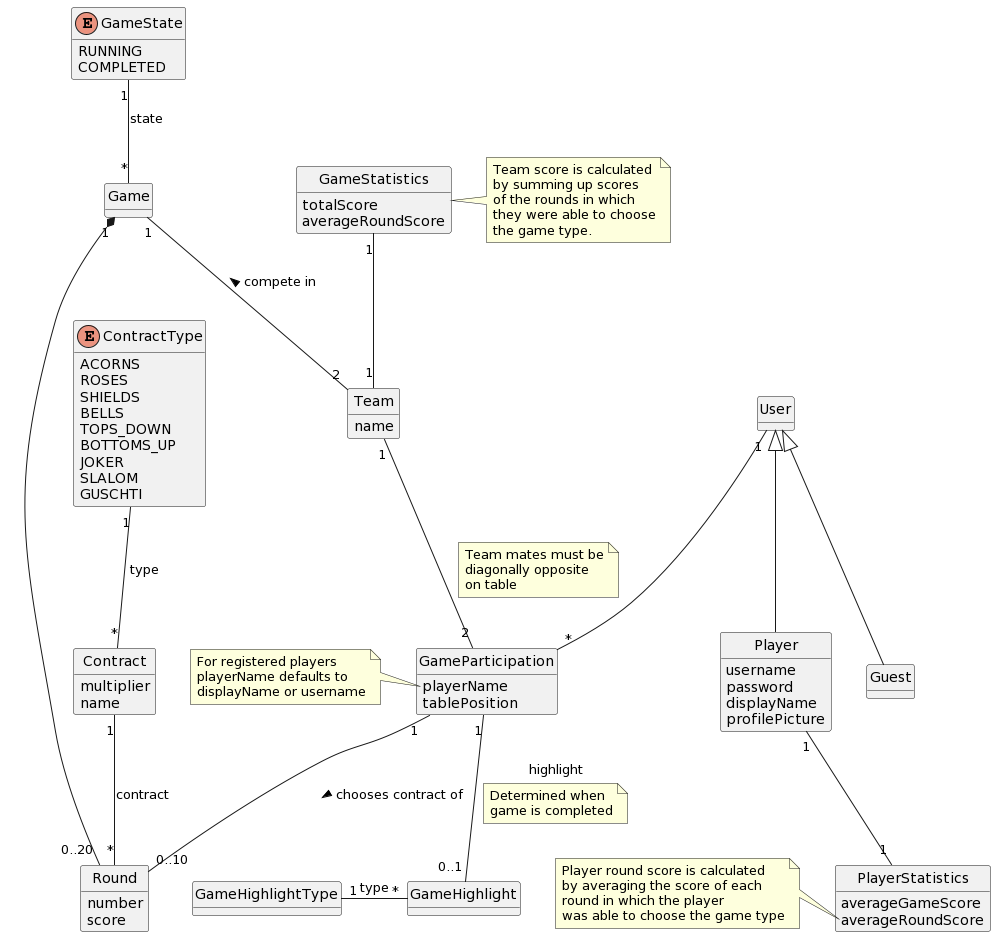 E GameState
RUNNING
COMPLETED
1
state
*
Game
1
1
GameStatistics
totalScore
averageRoundScore
1
Team score is calculated
by summing up scores
of the rounds in which
they were able to choose
the game type.
compete in
E ContractType
ACORNS
ROSES
SHIELDS
BELLS
TOPS_DOWN
BOTTOMS_UP
JOKER
SLALOM
GUSCHTI
1
type
*
2
1
Team
name
1
User
1
Team mates must be
diagonally opposite
on table
2
*
Contract
multiplier
name
1
For registered players
playerName defaults to
displayName or username
GameParticipation
playerName
tablePosition
1
1
Player
username
password
displayName
profilePicture
1
Guest
contract
chooses contract of
highlight
Determined when
game is completed
0..20
*
0..10
0..1
1
Round
number
score
GameHighlightType
1 type *
GameHighlight
Player round score is calculated
by averaging the score of each
round in which the player
was able to choose the game type
PlayerStatistics
averageGameScore
averageRoundScore